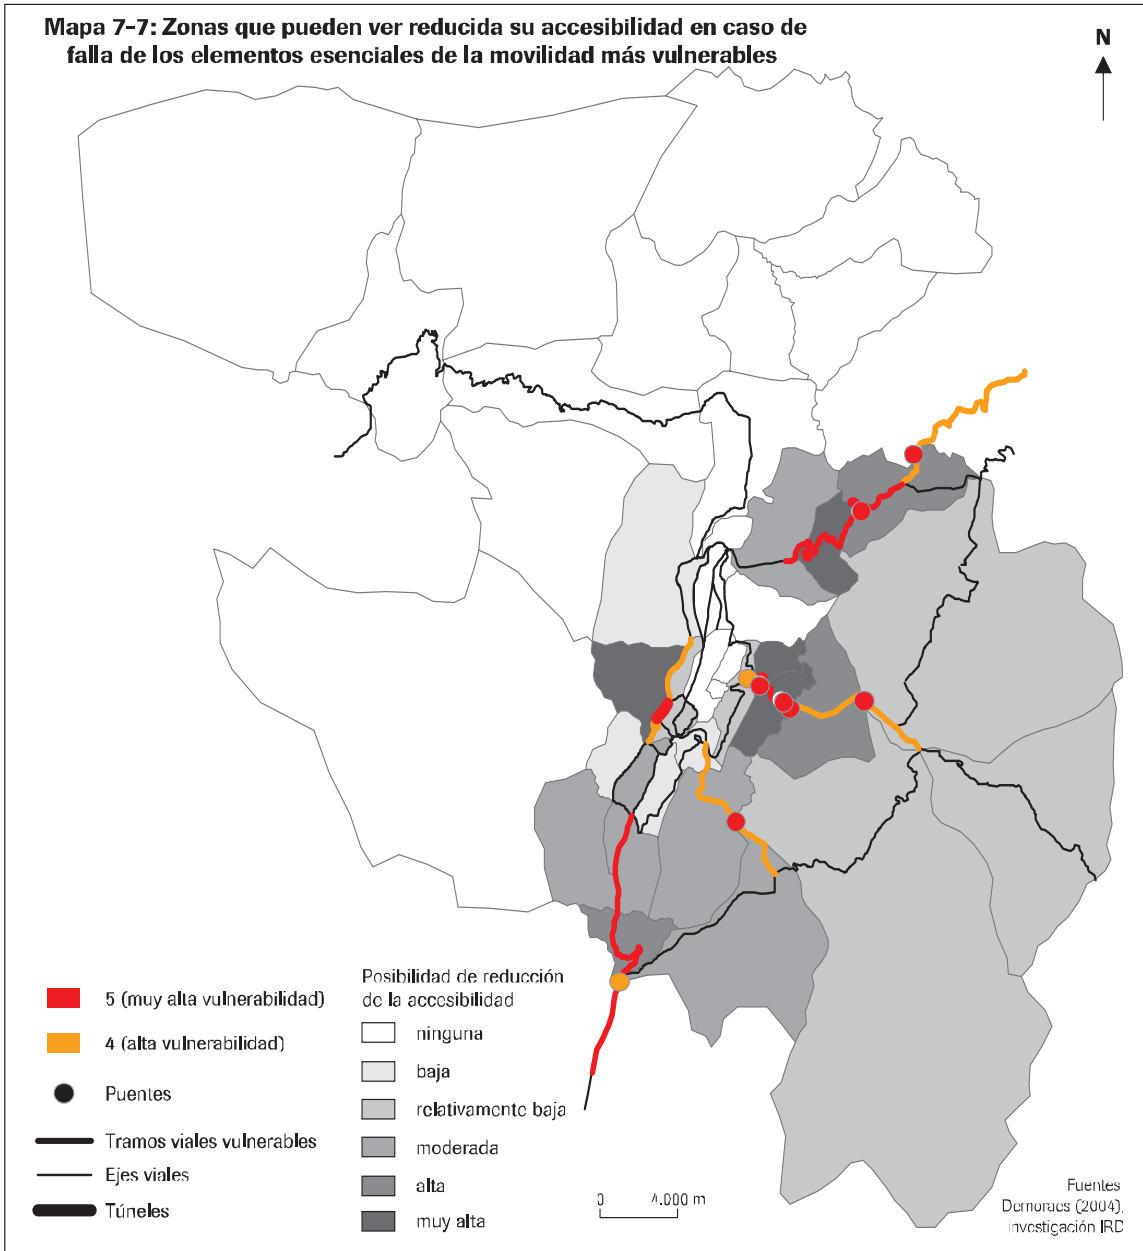 Mapa 7-7: Zonas que pueden ver reducida su accesibilidad en caso de
falla de los elementos esenciales de la movilidad más vulnerables
N
5 (muy alta vulnerabilidad)
4 (alta vulnerabilidad)
Puentes
Tramos viales vulnerables
Ejes viales
Túneles
Posibilidad de reducción
de la accesibilidad
ninguna
baja
relativamente baja
moderada
alta
muy alta
0 4.000 m
Fuentes
Demoraes (2004),
investigación IRD